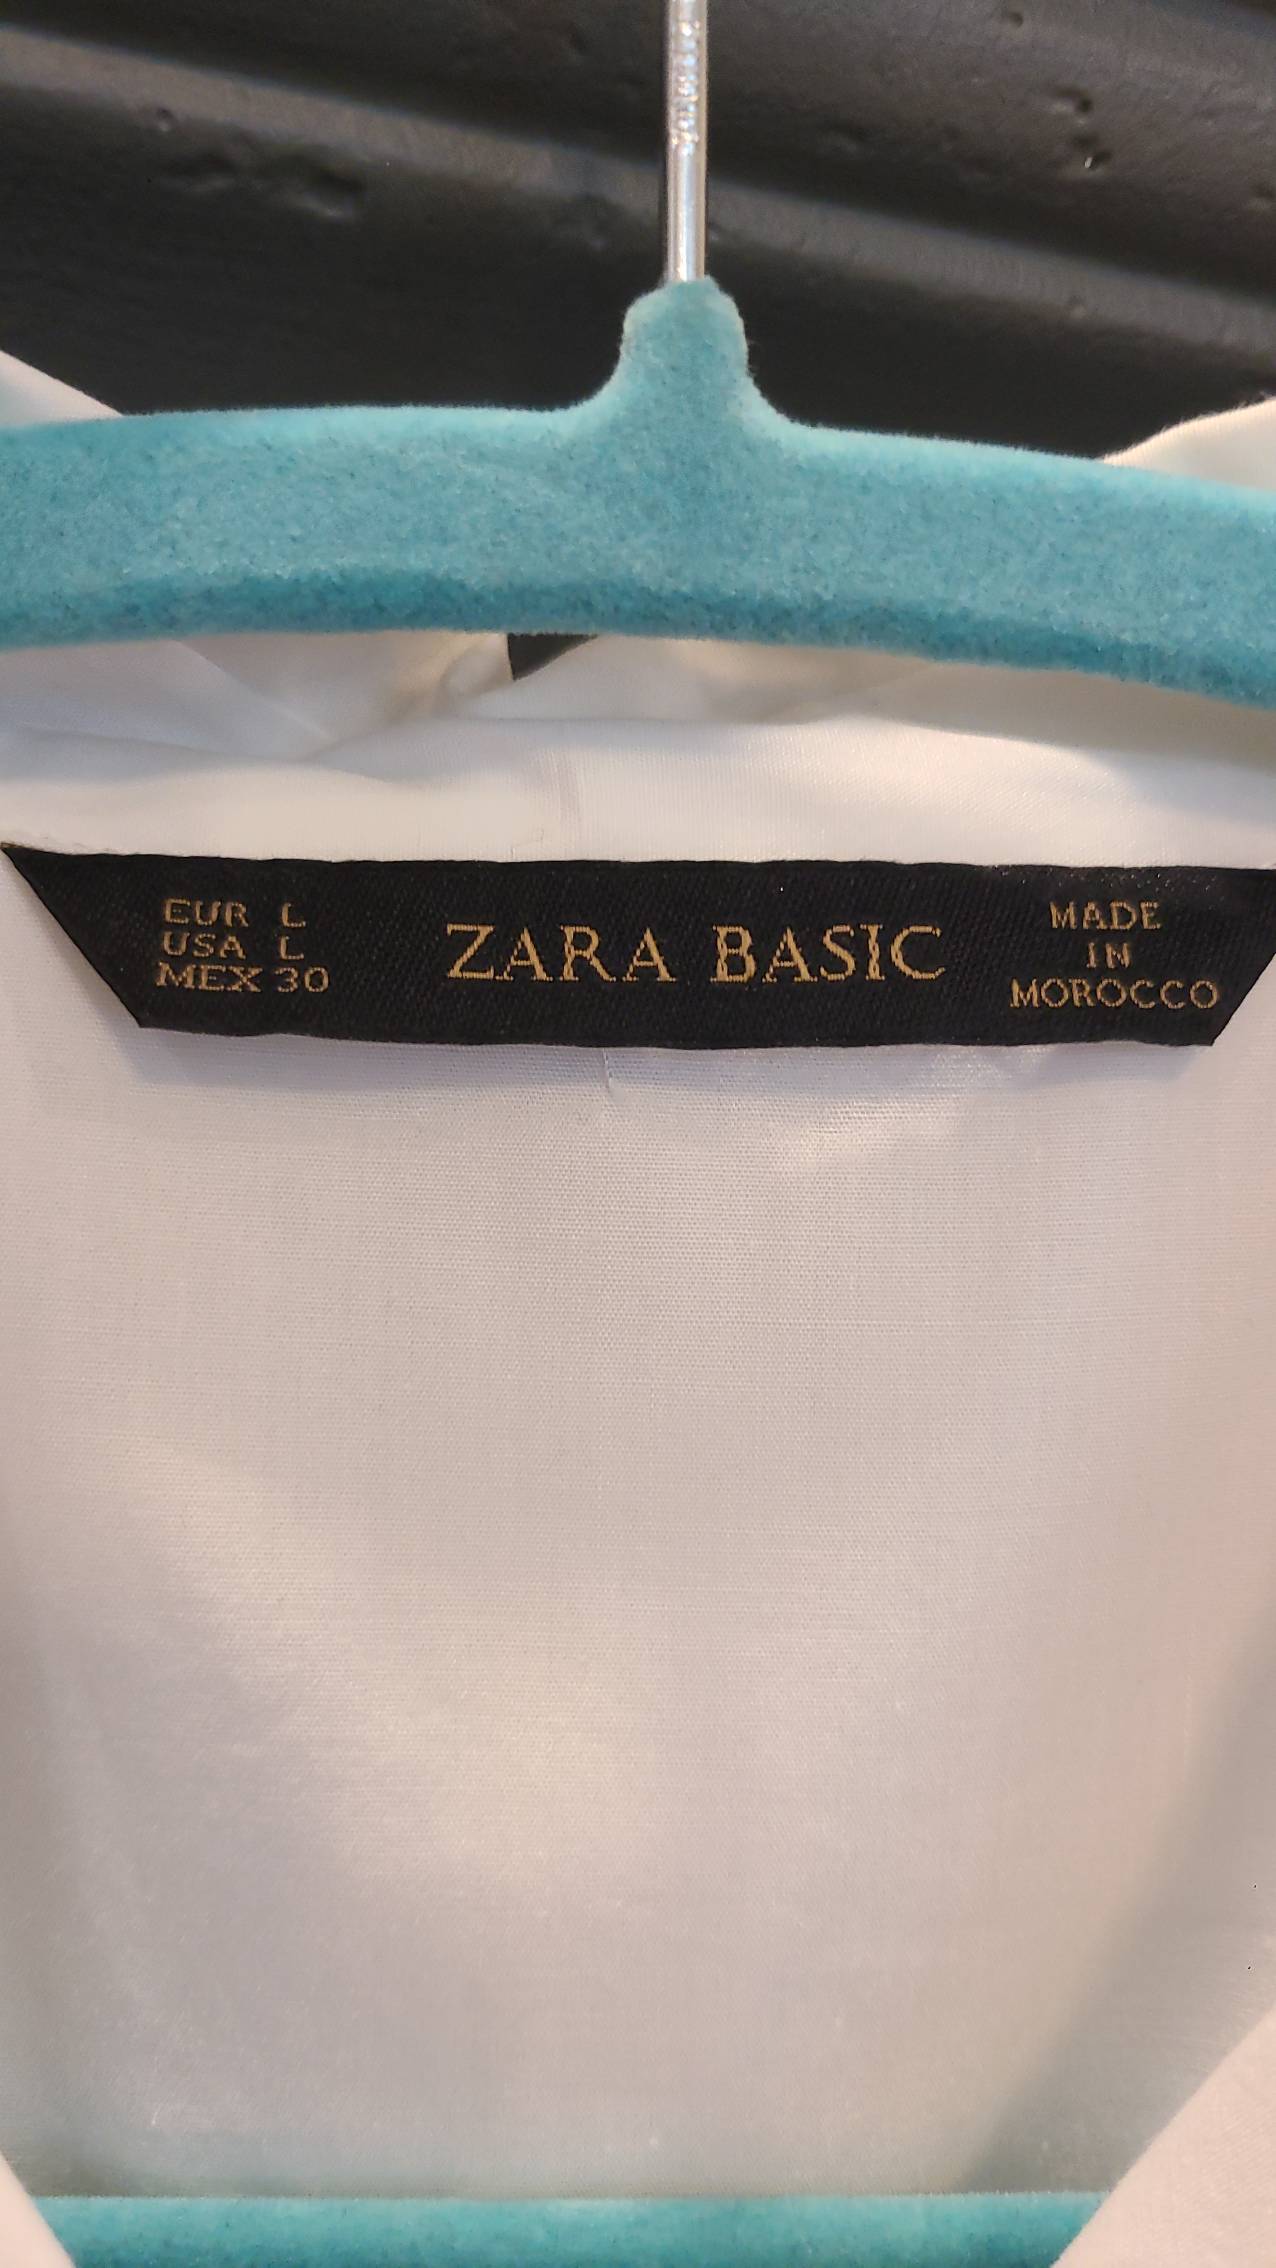 EUR L
USA L
MEX 30
ZARA BASIC
MADE
IN
MOROCCO